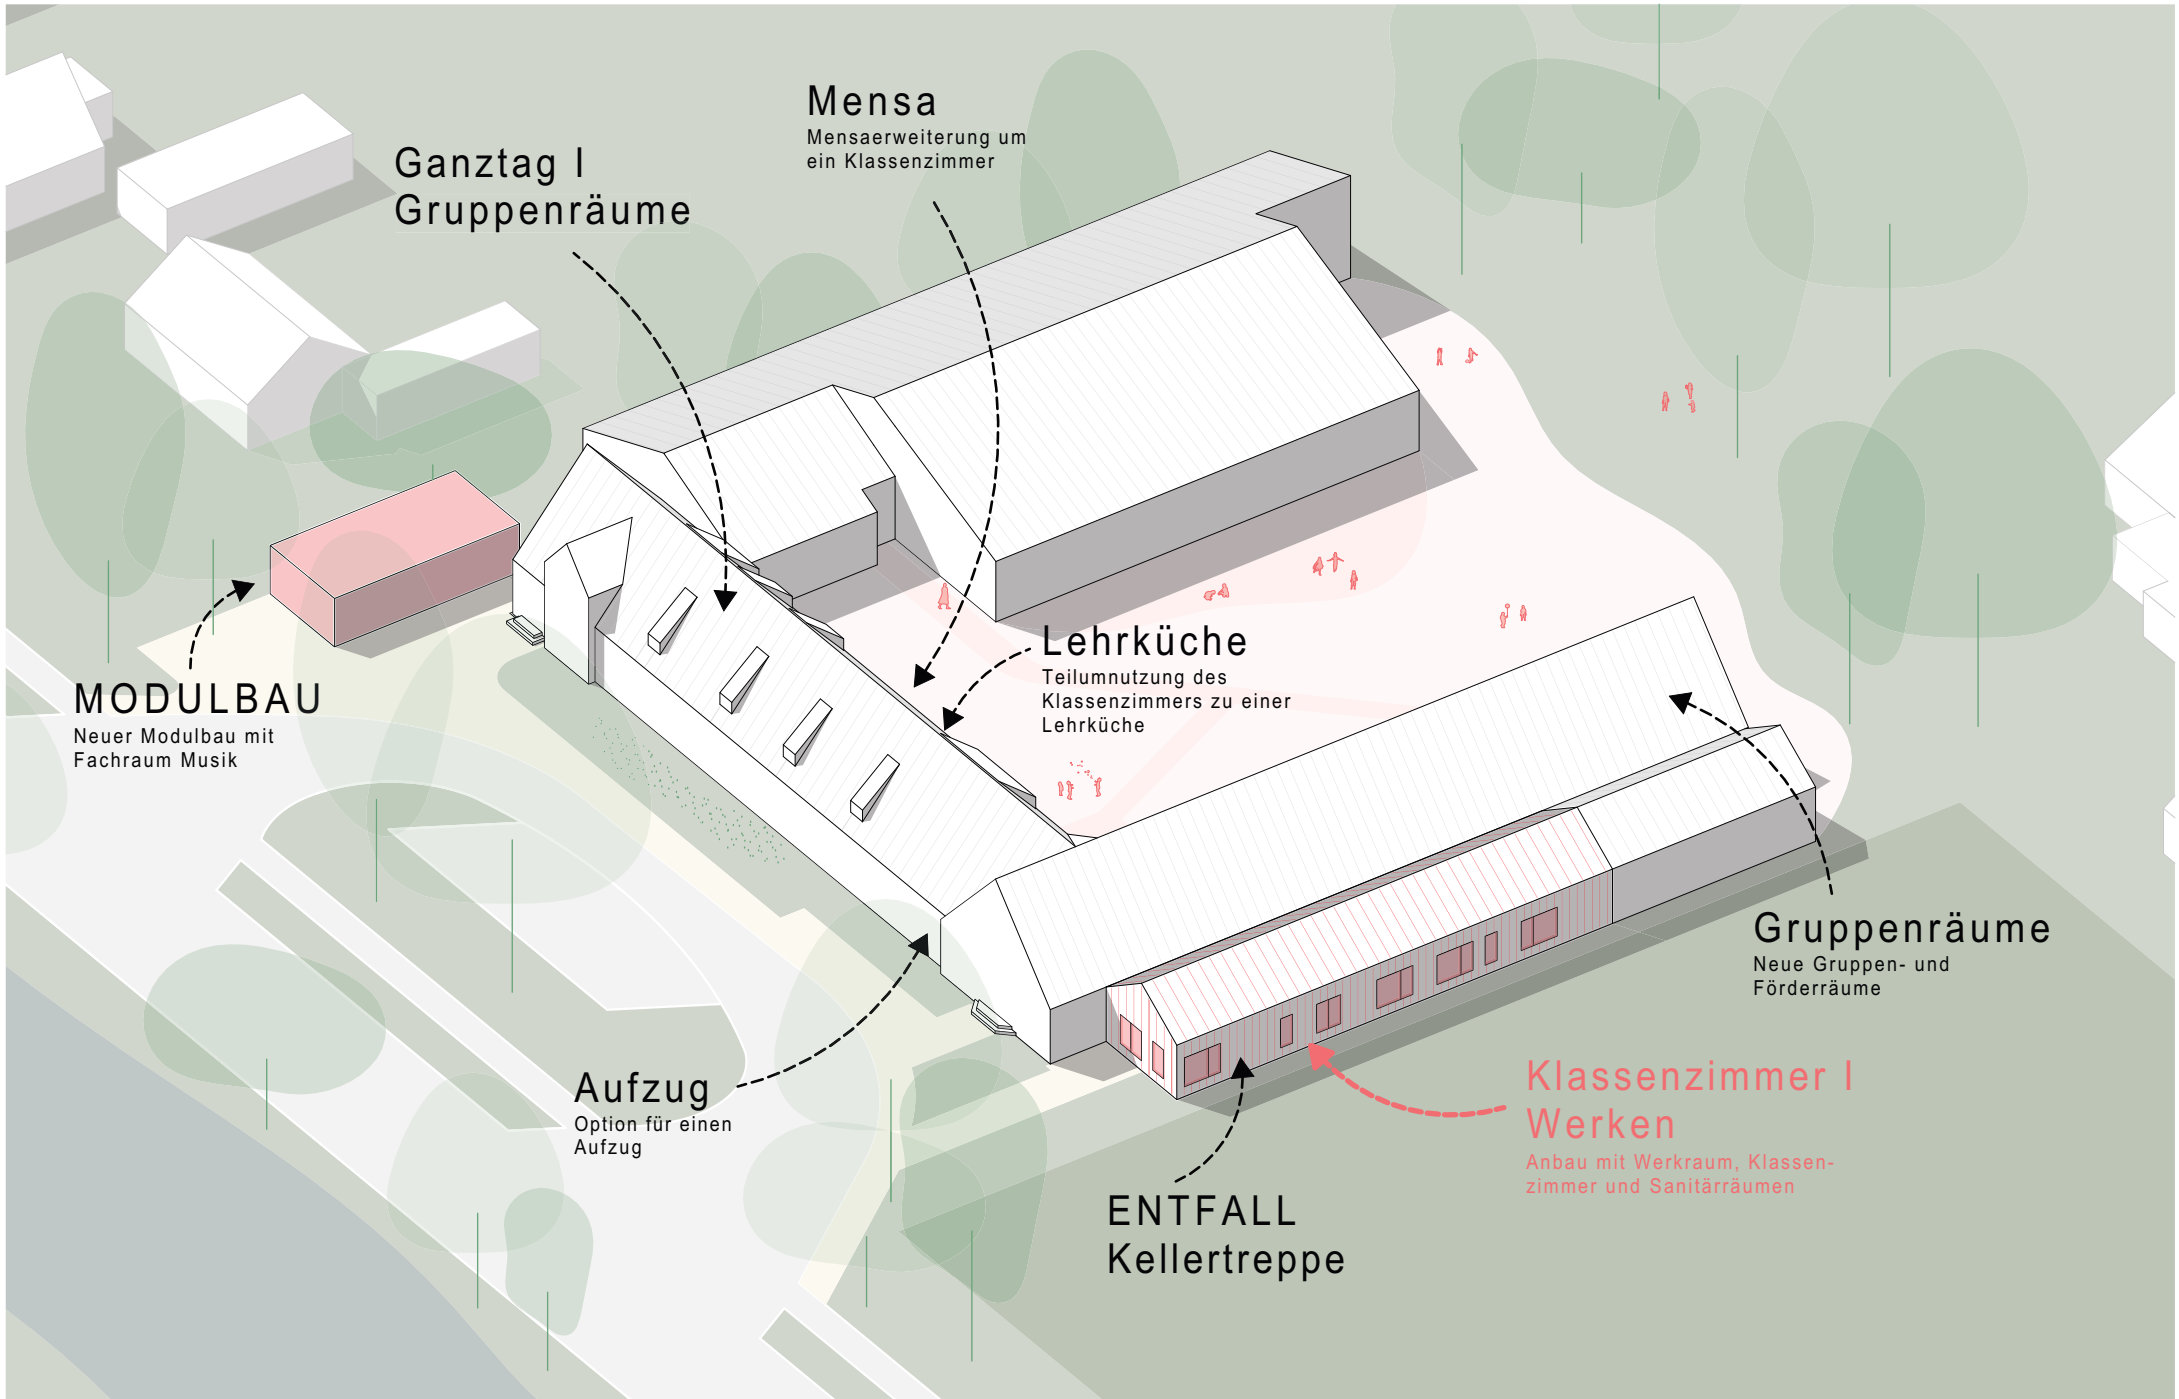 Mensa
Mensaerweiterung um
ein Klassenzimmer
Ganztag I
Gruppenräume
Lehrküche
Teilumnutzung des
Klassenzimmers zu einer
Lehrküche
MODULBAU
Neuer Modulbau mit
Fachraum Musik
Gruppenräume
Neue Gruppen- und
Förderräume
Aufzug
Option für einen
Aufzug
Klassenzimmer I
Werken
Anbau mit Werkraum, Klassen-
zimmer und Sanitärräumen
ENTFALL
Kellertreppe